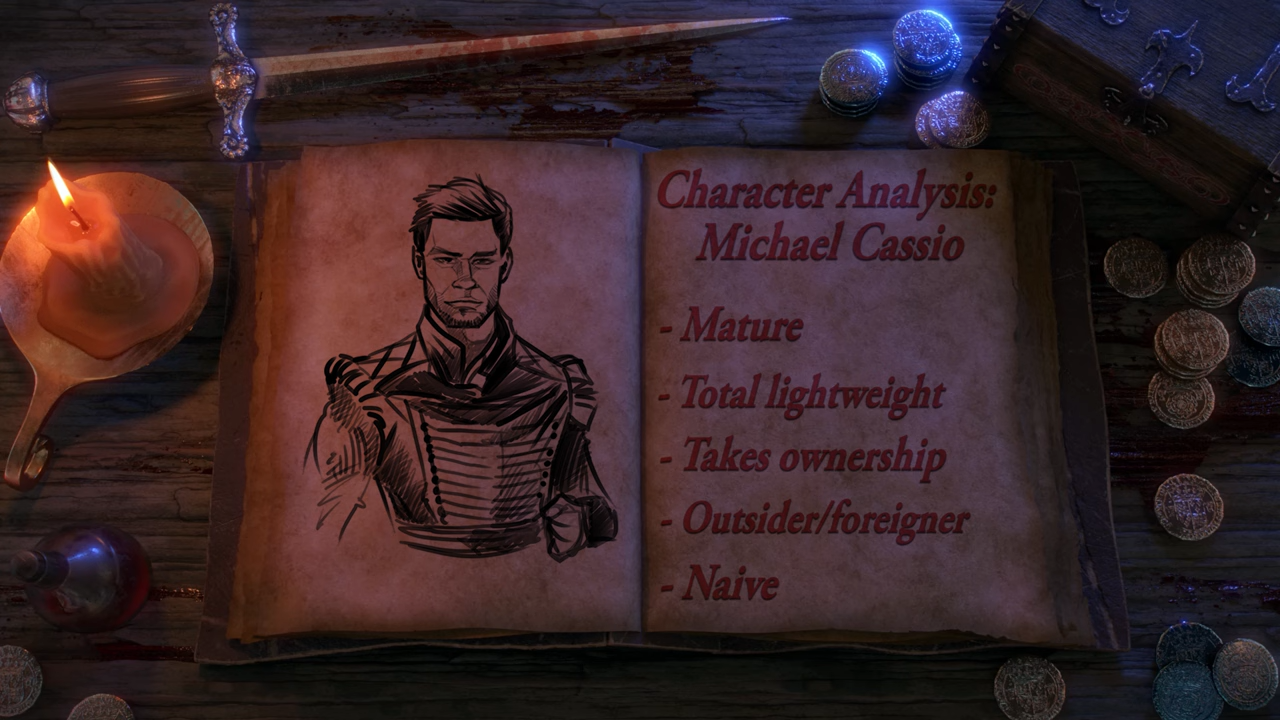 Character Analysis:
Michael Cassio
- Mature
- Total lightweight
- Takes ownership
- Outsider/foreigner
- Naive